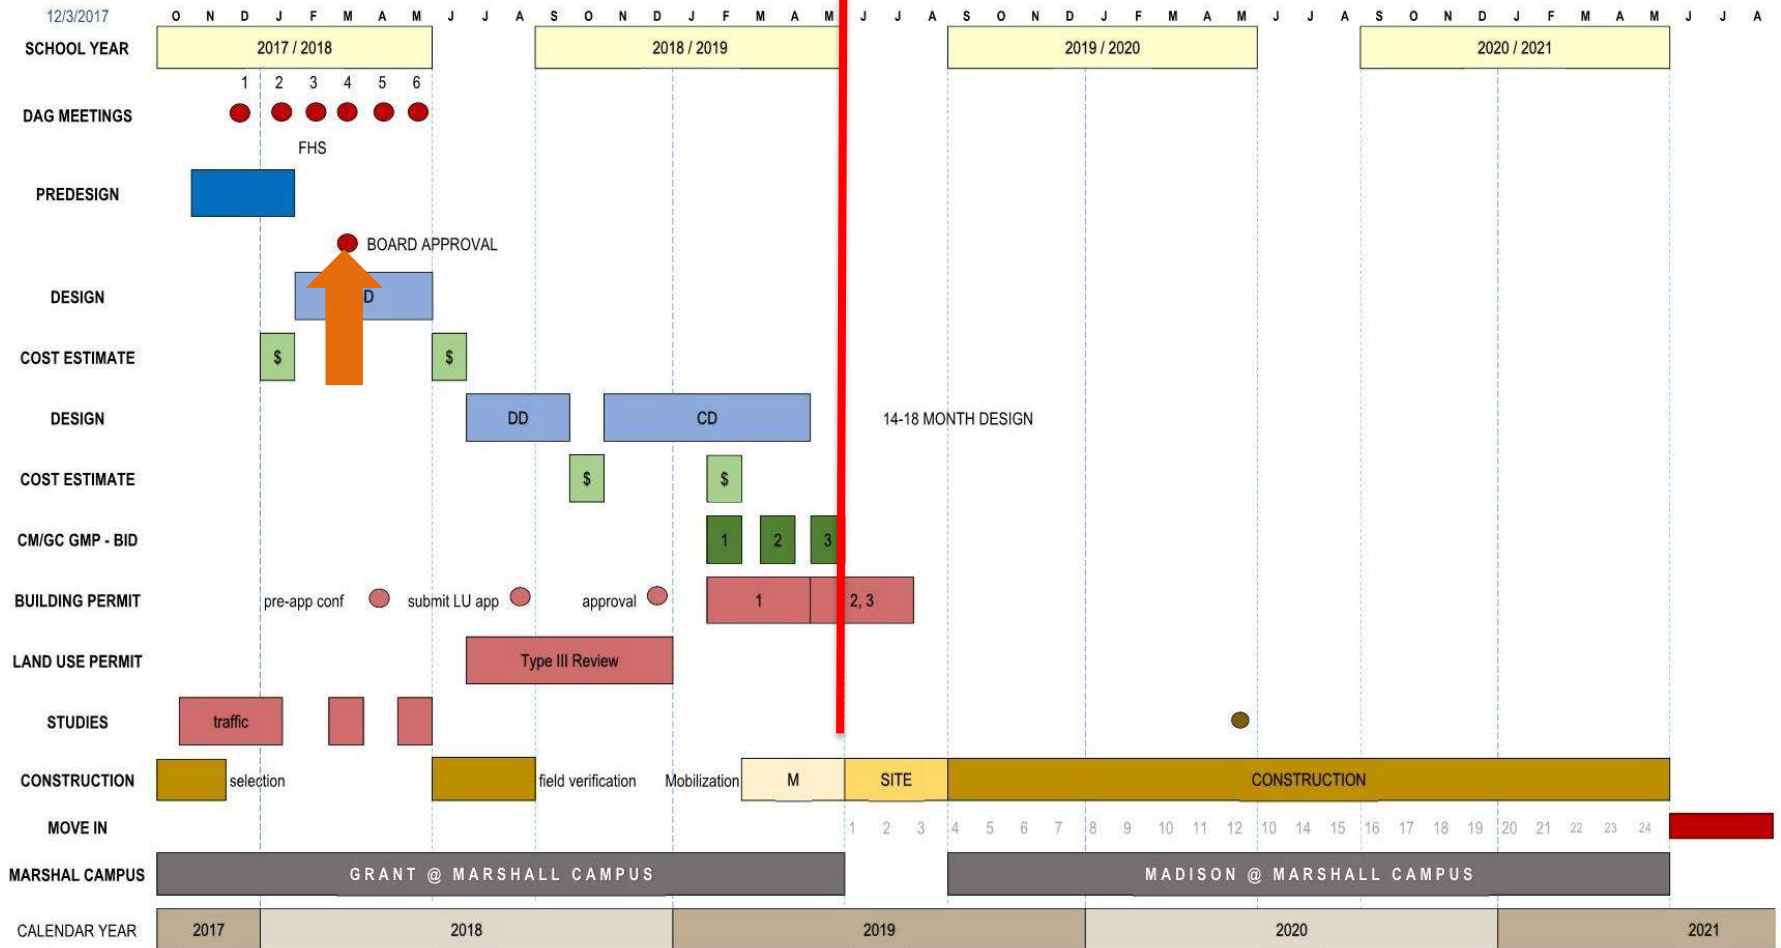 12/3/2017 O N D J F M A M J J A S O N D J F M A M J J A S O N D J F M A M J J A S O N D J F M A M J J A
SCHOOL YEAR 2017 / 2018 2018 / 2019 2019 / 2020 2020 / 2021
1 2 3 4 5 6
DAG MEETINGS
FHS
PREDESIGN
BOARD APPROVAL
DESIGN D
COST ESTIMATE $ $
DESIGN DD CD 14-18 MONTH DESIGN
COST ESTIMATE $ $
CM/GC GMP - BID 1 2 3
BUILDING PERMIT pre-app conf submit LU app approval 1 2, 3
LAND USE PERMIT Type III Review
STUDIES traffic
CONSTRUCTION selection field verification Mobilization M SITE CONSTRUCTION
MOVE IN 1 2 3 4 5 6 7 8 9 10 11 12 10 14 15 16 17 18 19 20 21 22 23 24
MARSHAL CAMPUS GRANT @ MARSHALL CAMPUS MADISON @ MARSHALL CAMPUS
CALENDAR YEAR 2017 2018 2019 2020 2021